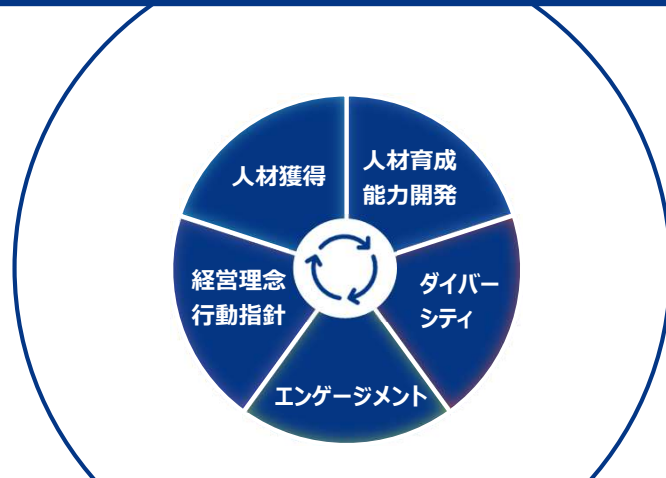 人材獲得
人材育成
能力開発
経営理念
行動指針
ダイバー
シティ
エンゲージメント